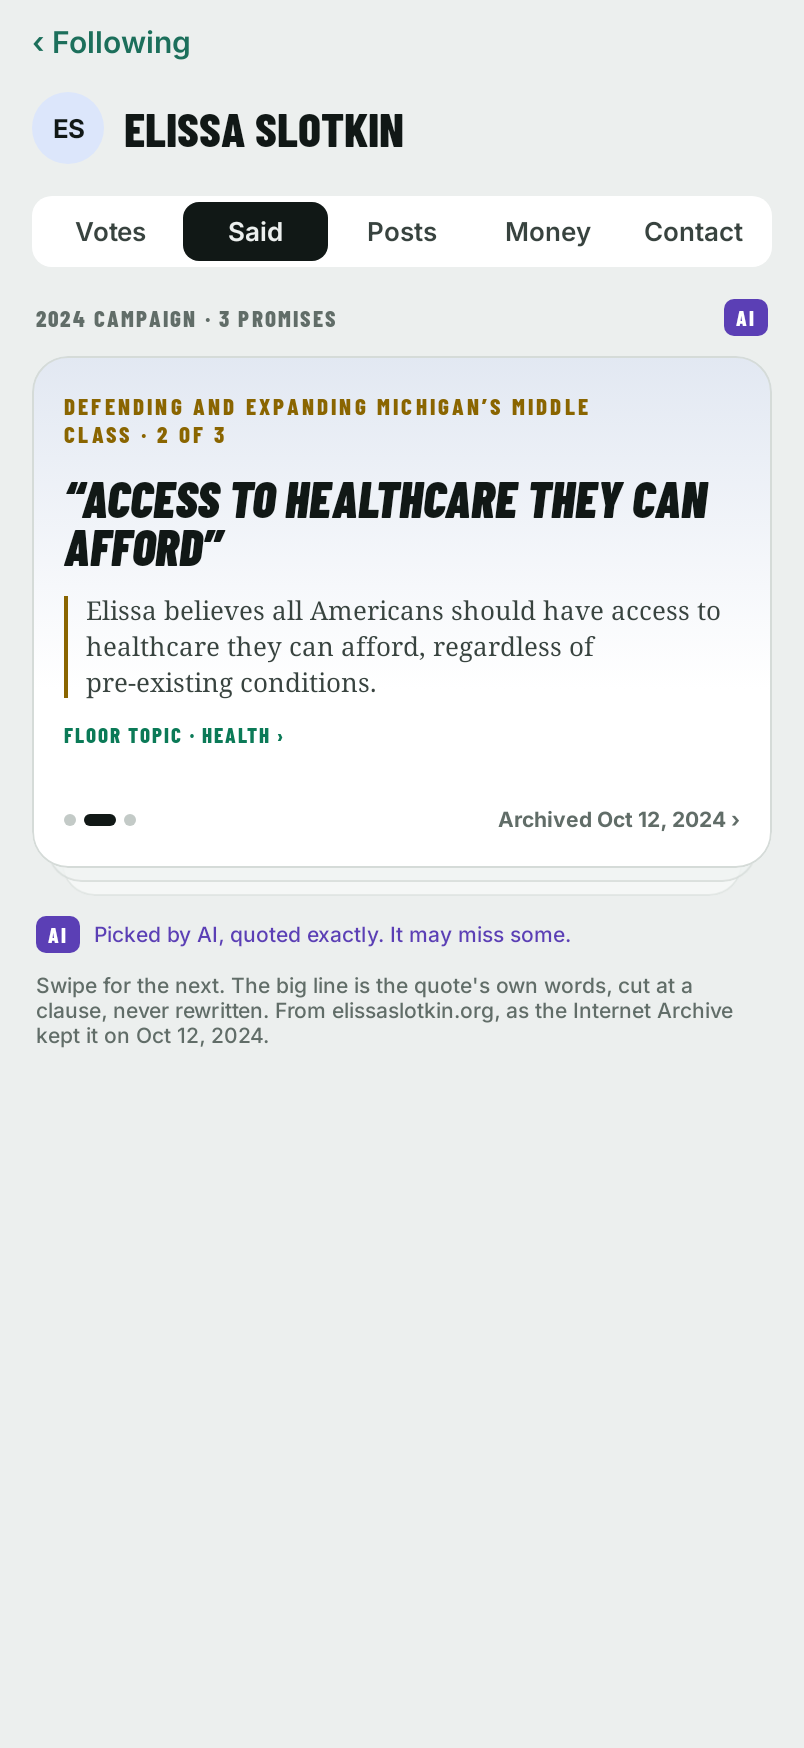 ‹ Following
ES
ELISSA SLOTKIN
Votes Said Posts Money Contact
2024 CAMPAIGN · 3 PROMISES AI
DEFENDING AND EXPANDING MICHIGAN’S MIDDLE
CLASS · 2 OF 3
“ACCESS TO HEALTHCARE THEY CAN
AFFORD”
Elissa believes all Americans should have access to
healthcare they can afford, regardless of
pre-existing conditions.
FLOOR TOPIC · HEALTH ›
Archived Oct 12, 2024 ›
AI Picked by AI, quoted exactly. It may miss some.
Swipe for the next. The big line is the quote's own words, cut at a
clause, never rewritten. From elissaslotkin.org, as the Internet Archive
kept it on Oct 12, 2024.